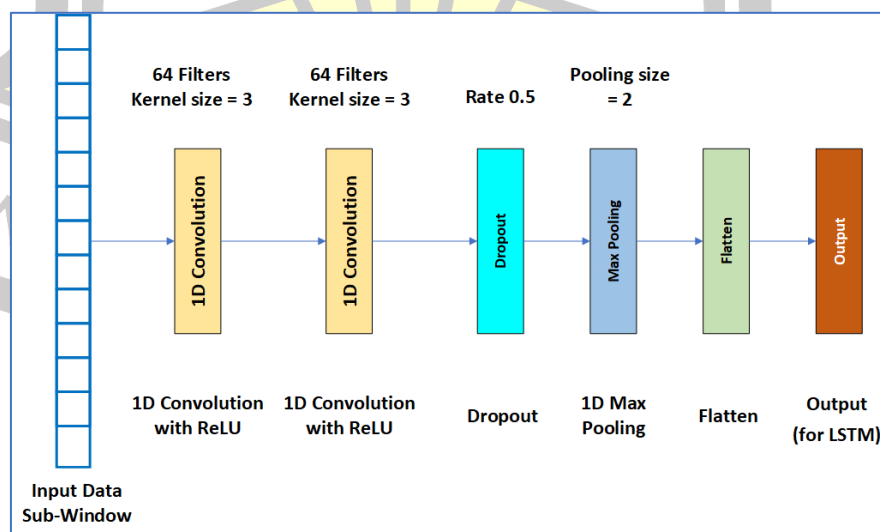 64 Filters
Kernel size = 3
64 Filters
Kernel size = 3
Rate 0.5
Pooling size
= 2
1D Convolution
1D Convolution
Dropout
Max Pooling
Flatten
Output
1D Convolution
with ReLU
1D Convolution
with ReLU
Dropout
1D Max
Pooling
Flatten
Output
(for LSTM)
Input Data
Sub-Window